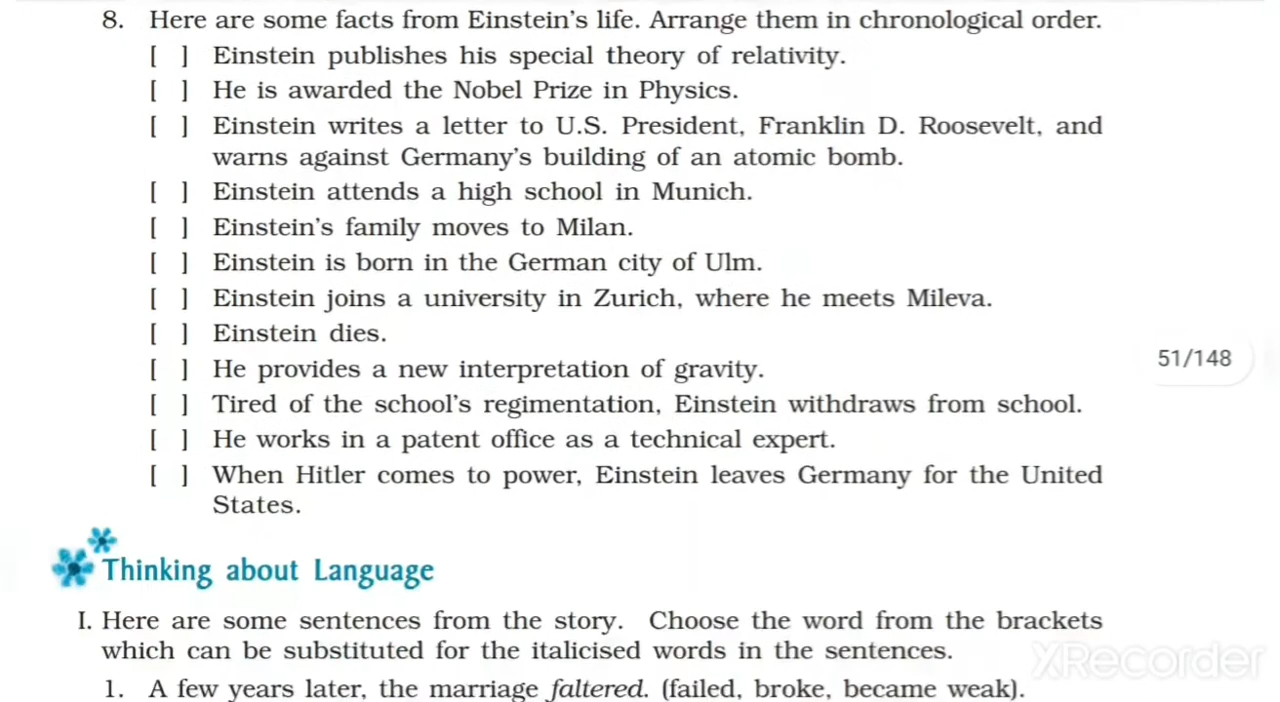 8. Here are some facts from Einstein's life. Arrange them in chronological order.
[ ] Einstein publishes his special theory of relativity.
[ ] He is awarded the Nobel Prize in Physics.
[ ] Einstein writes a letter to U.S. President, Franklin D. Roosevelt, and
warns against Germany's building of an atomic bomb.
[ ] Einstein attends a high school in Munich.
[ ] Einstein's family moves to Milan.
[ ] Einstein is born in the German city of Ulm.
[ ] Einstein joins a university in Zurich, where he meets Mileva.
[ ] Einstein dies.
51/148
[ ] He provides a new interpretation of gravity.
[ ] Tired of the school's regimentation, Einstein withdraws from school.
[ ] He works in a patent office as a technical expert.
[ ] When Hitler comes to power, Einstein leaves Germany for the United
States.
Thinking about Language
I. Here are some sentences from the story. Choose the word from the brackets
which can be substituted for the italicised words in the sentences.
XRecorder
1. A few years later, the marriage faltered. (failed, broke, became weak).